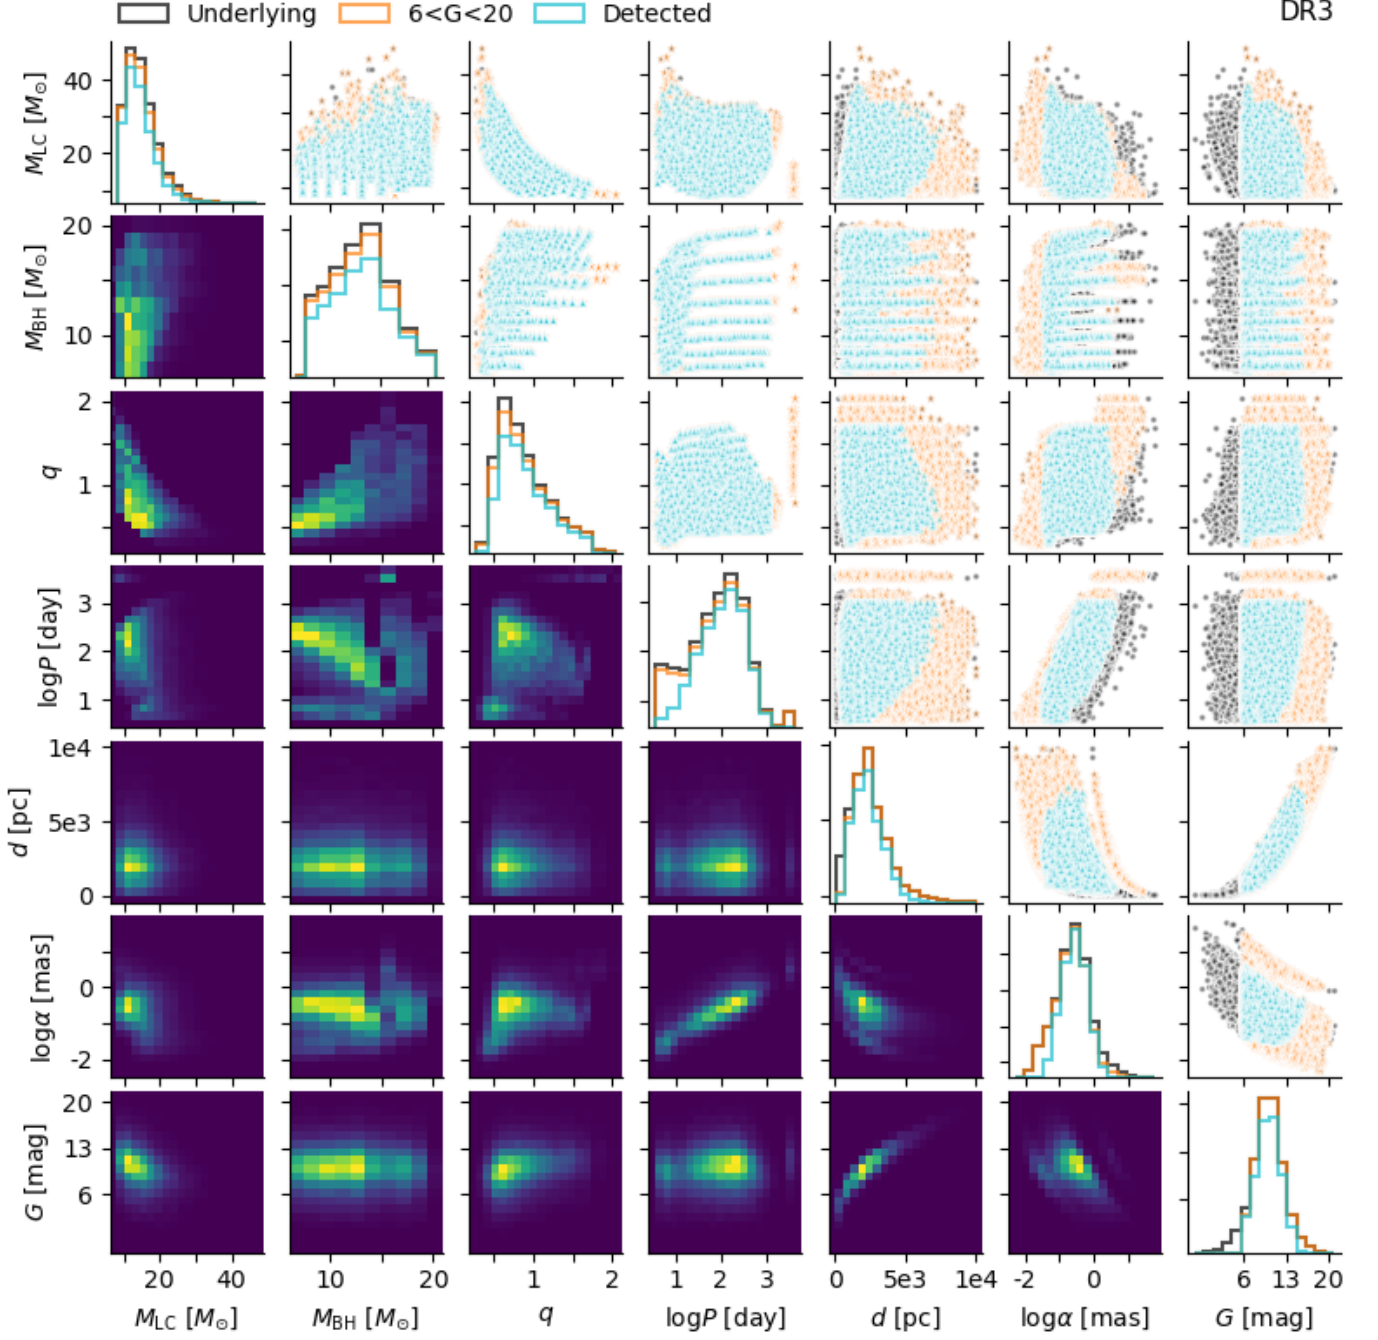 Underlying 6<G<20 Detected DR3
M_LC [M_⊙] 40 20
M_BH [M_⊙] 20 10
q 2 1
logP [day] 3 2 1
d [pc] 1e4 5e3 0
logα [mas] 0 -2
G [mag] 20 13 6
20 40 10 20 1 2 1 2 3 0 5e3 1e4 -2 0 6 13 20
M_LC [M_⊙] M_BH [M_⊙] q logP [day] d [pc] logα [mas] G [mag]